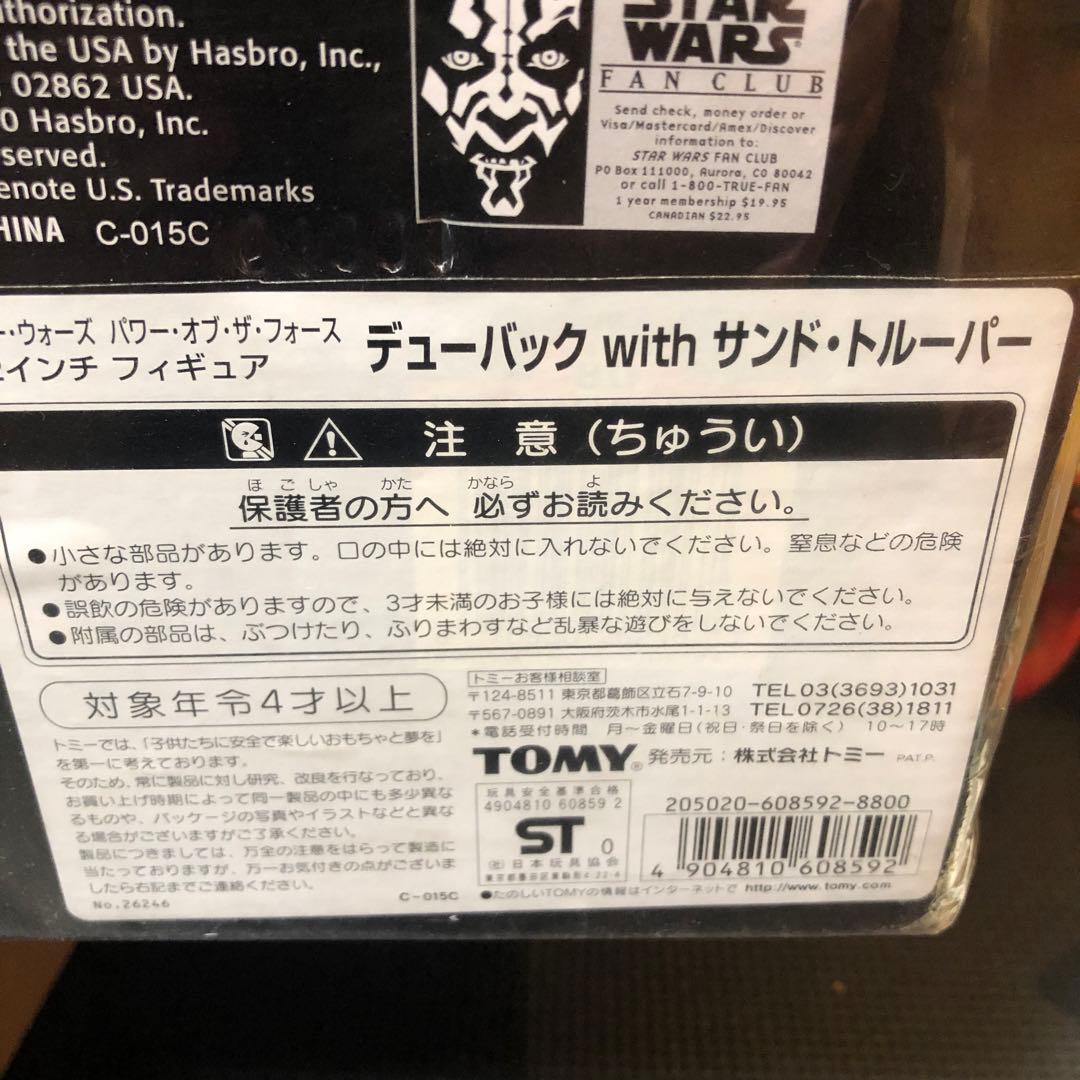 thorization.
the USA by Hasbro, Inc.,
02862 USA.
0 Hasbro, Inc.
served.
enote U.S. Trademarks
HINA C-015C
STAR
WARS
FAN CLUB
Send check, money order or
Visa/Mastercard/Amex/Discover
information to:
STAR WARS FAN CLUB
PO Box 111000, Aurora, CO 80042
or call 1-800-TRUE-FAN
1 year membership $19.95
CANADIAN $22.95
ー・ウォーズ パワー・オブ・ザ・フォース
インチ フィギュア
デューバック with サンド・トルーパー
注 意 (ちゅうい)
ほごしゃ かた かなら よ
保護者の方へ 必ずお読みください。
●小さな部品があります。口の中には絶対に入れないでください。窒息などの危険
があります。
●誤飲の危険がありますので、3才未満のお子様には絶対に与えないでください。
●附属の部品は、ぶつけたり、ふりまわすなど乱暴な遊びをしないでください。
対象年令4才以上
トミーでは、「子供たちに安全で楽しいおもちゃと夢を」
を第一に考えております。
そのため、常に製品に対し研究、改良を行なっており、
お買い上げ時期によって同一製品の中にも多少異な
るものや、パッケージの写真やイラストなどと異な
る場合がございますがご了承ください。
製品につきましては、万全の注意をはらって製造に
当たっておりますが、万一お気付きの点がございま
したら右記までご連絡ください。
No.26246
C-015C
トミーお客様相談室
〒124-8511 東京都葛飾区立石7-9-10 TEL03(3693)1031
〒567-0891 大阪府茨木市水尾1-1-13 TEL0726(38)1811
*電話受付時間 月〜金曜日(祝日・祭日を除く) 10〜17時
TOMY® 発売元:株式会社トミー PAT.P.
玩具安全基準合格
4904810 60859 2
ST 0
(社)日本玩具協会
東京都墨田区東駒形4-22-4
205020-608592-8800
4 904810 608592
●たのしいTOMYの情報はインターネットで http://www.tomy.com